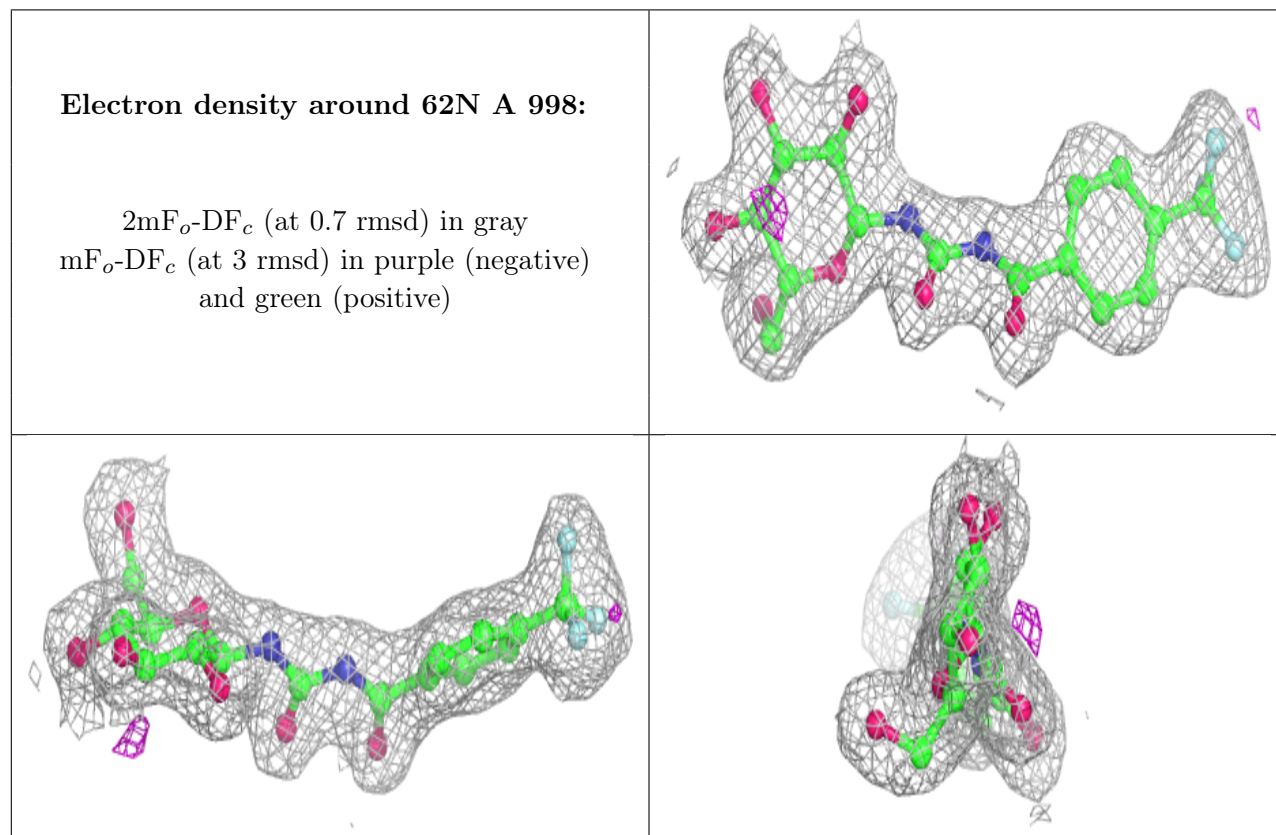 Electron density around 62N A 998:
2mFo-DFc (at 0.7 rmsd) in gray
mFo-DFc (at 3 rmsd) in purple (negative)
and green (positive)